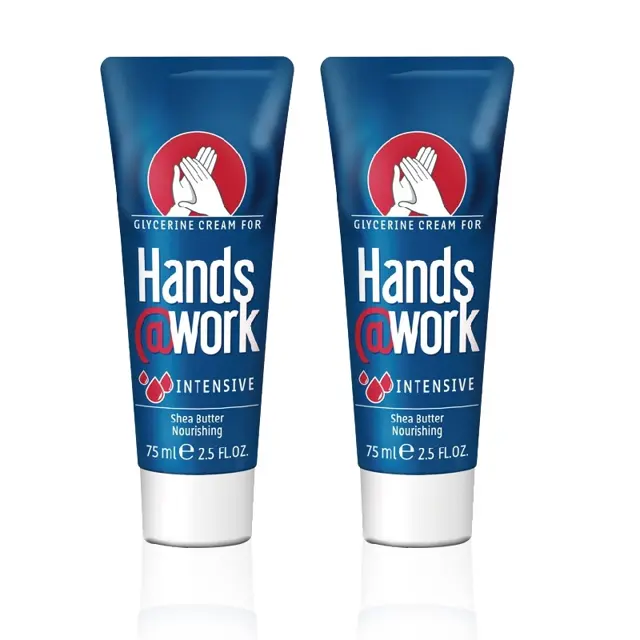 GLYCERINE CREAM FOR
Hands
@work
INTENSIVE
Shea Butter
Nourishing
75 ml e 2.5 FL.OZ.
GLYCERINE CREAM FOR
Hands
@work
INTENSIVE
Shea Butter
Nourishing
75 ml e 2.5 FL.OZ.